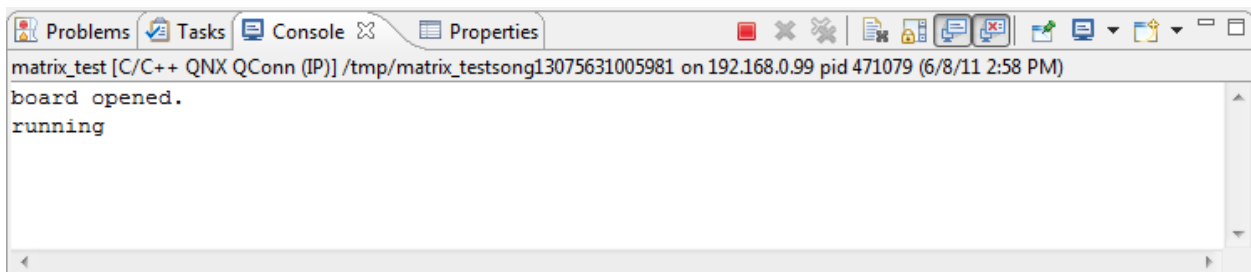 Problems Tasks Console Properties
matrix_test [C/C++ QNX QConn (IP)] /tmp/matrix_testsong13075631005981 on 192.168.0.99 pid 471079 (6/8/11 2:58 PM)
board opened.
running